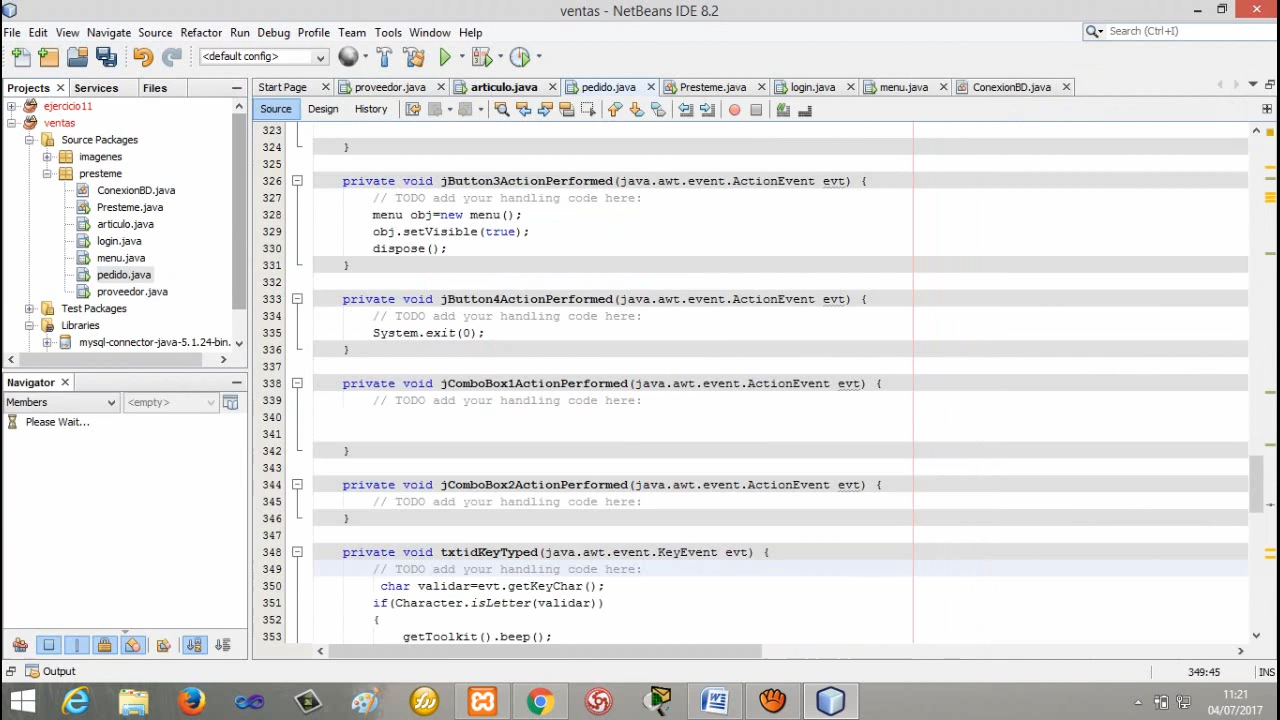 ventas - NetBeans IDE 8.2
File Edit View Navigate Source Refactor Run Debug Profile Team Tools Window Help
Search (Ctrl+I)
<default config>
Projects Services Files
Start Page proveedor.java articulo.java pedido.java Presteme.java login.java menu.java ConexionBD.java
Source Design History
ejercicio11
ventas
Source Packages
imagenes
presteme
ConexionBD.java
Presteme.java
articulo.java
login.java
menu.java
pedido.java
proveedor.java
Test Packages
Libraries
mysql-connector-java-5.1.24-bin.
Navigator
Members <empty>
Please Wait...
323
324 }
325
326 private void jButton3ActionPerformed(java.awt.event.ActionEvent evt) {
327 // TODO add your handling code here:
328 menu obj=new menu();
329 obj.setVisible(true);
330 dispose();
331 }
332
333 private void jButton4ActionPerformed(java.awt.event.ActionEvent evt) {
334 // TODO add your handling code here:
335 System.exit(0);
336 }
337
338 private void jComboBox1ActionPerformed(java.awt.event.ActionEvent evt) {
339 // TODO add your handling code here:
340
341
342 }
343
344 private void jComboBox2ActionPerformed(java.awt.event.ActionEvent evt) {
345 // TODO add your handling code here:
346 }
347
348 private void txtidKeyTyped(java.awt.event.KeyEvent evt) {
349 // TODO add your handling code here:
350 char validar=evt.getKeyChar();
351 if(Character.isLetter(validar))
352 {
353 getToolkit().beep();
Output
349:45 INS
11:21
04/07/2017